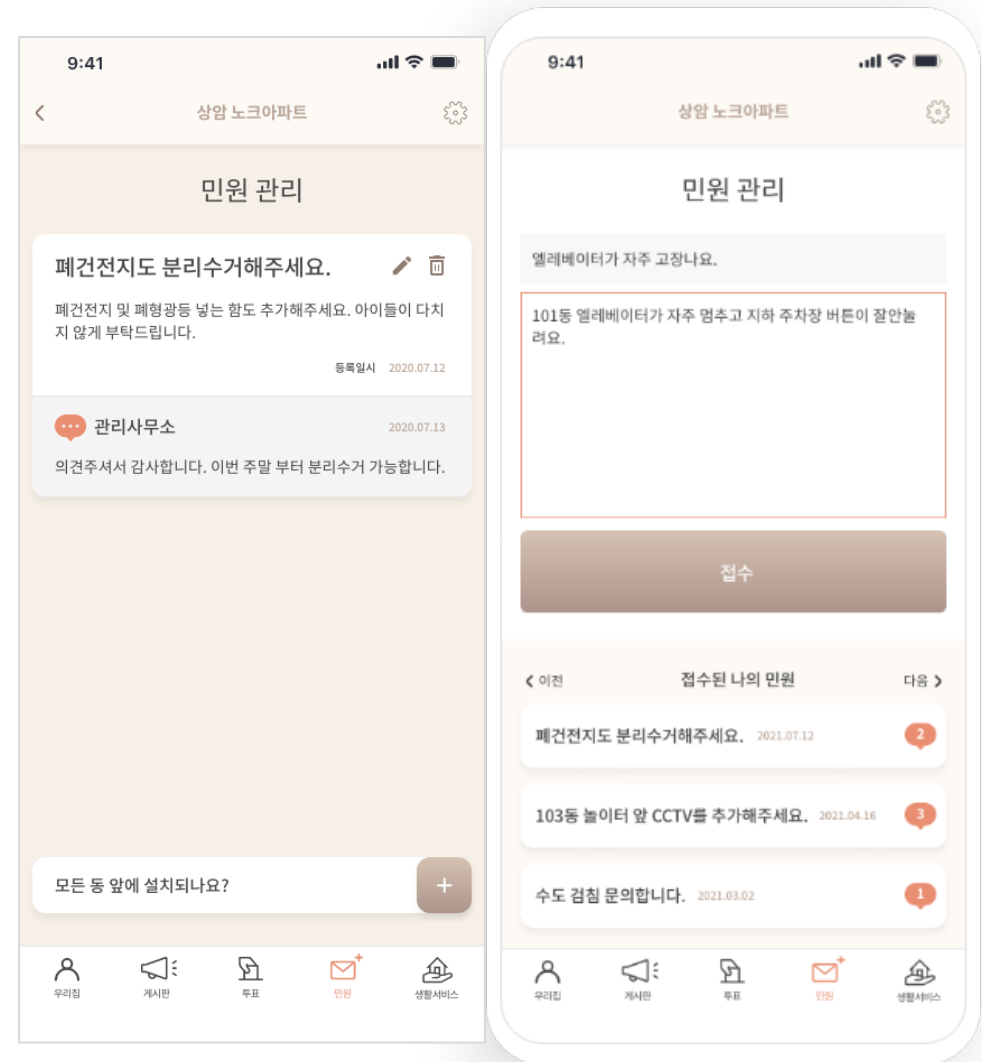 9:41
상암 노크아파트
민원 관리
폐건전지도 분리수거해주세요.
폐건전지 및 폐형광등 넣는 함도 추가해주세요. 아이들이 다치
지 않게 부탁드립니다.
등록일시 2020.07.12
관리사무소 2020.07.13
의견주셔서 감사합니다. 이번 주말 부터 분리수거 가능합니다.
모든 동 앞에 설치되나요?
+
우리집 게시판 투표 민원 생활서비스
9:41
상암 노크아파트
민원 관리
엘레베이터가 자주 고장나요.
101동 엘레베이터가 자주 멈추고 지하 주차장 버튼이 잘안눌
려요.
접수
이전 접수된 나의 민원 다음
폐건전지도 분리수거해주세요. 2021.07.12 2
103동 놀이터 앞 CCTV를 추가해주세요. 2021.04.16 3
수도 검침 문의합니다. 2021.03.02 1
우리집 게시판 투표 민원 생활서비스